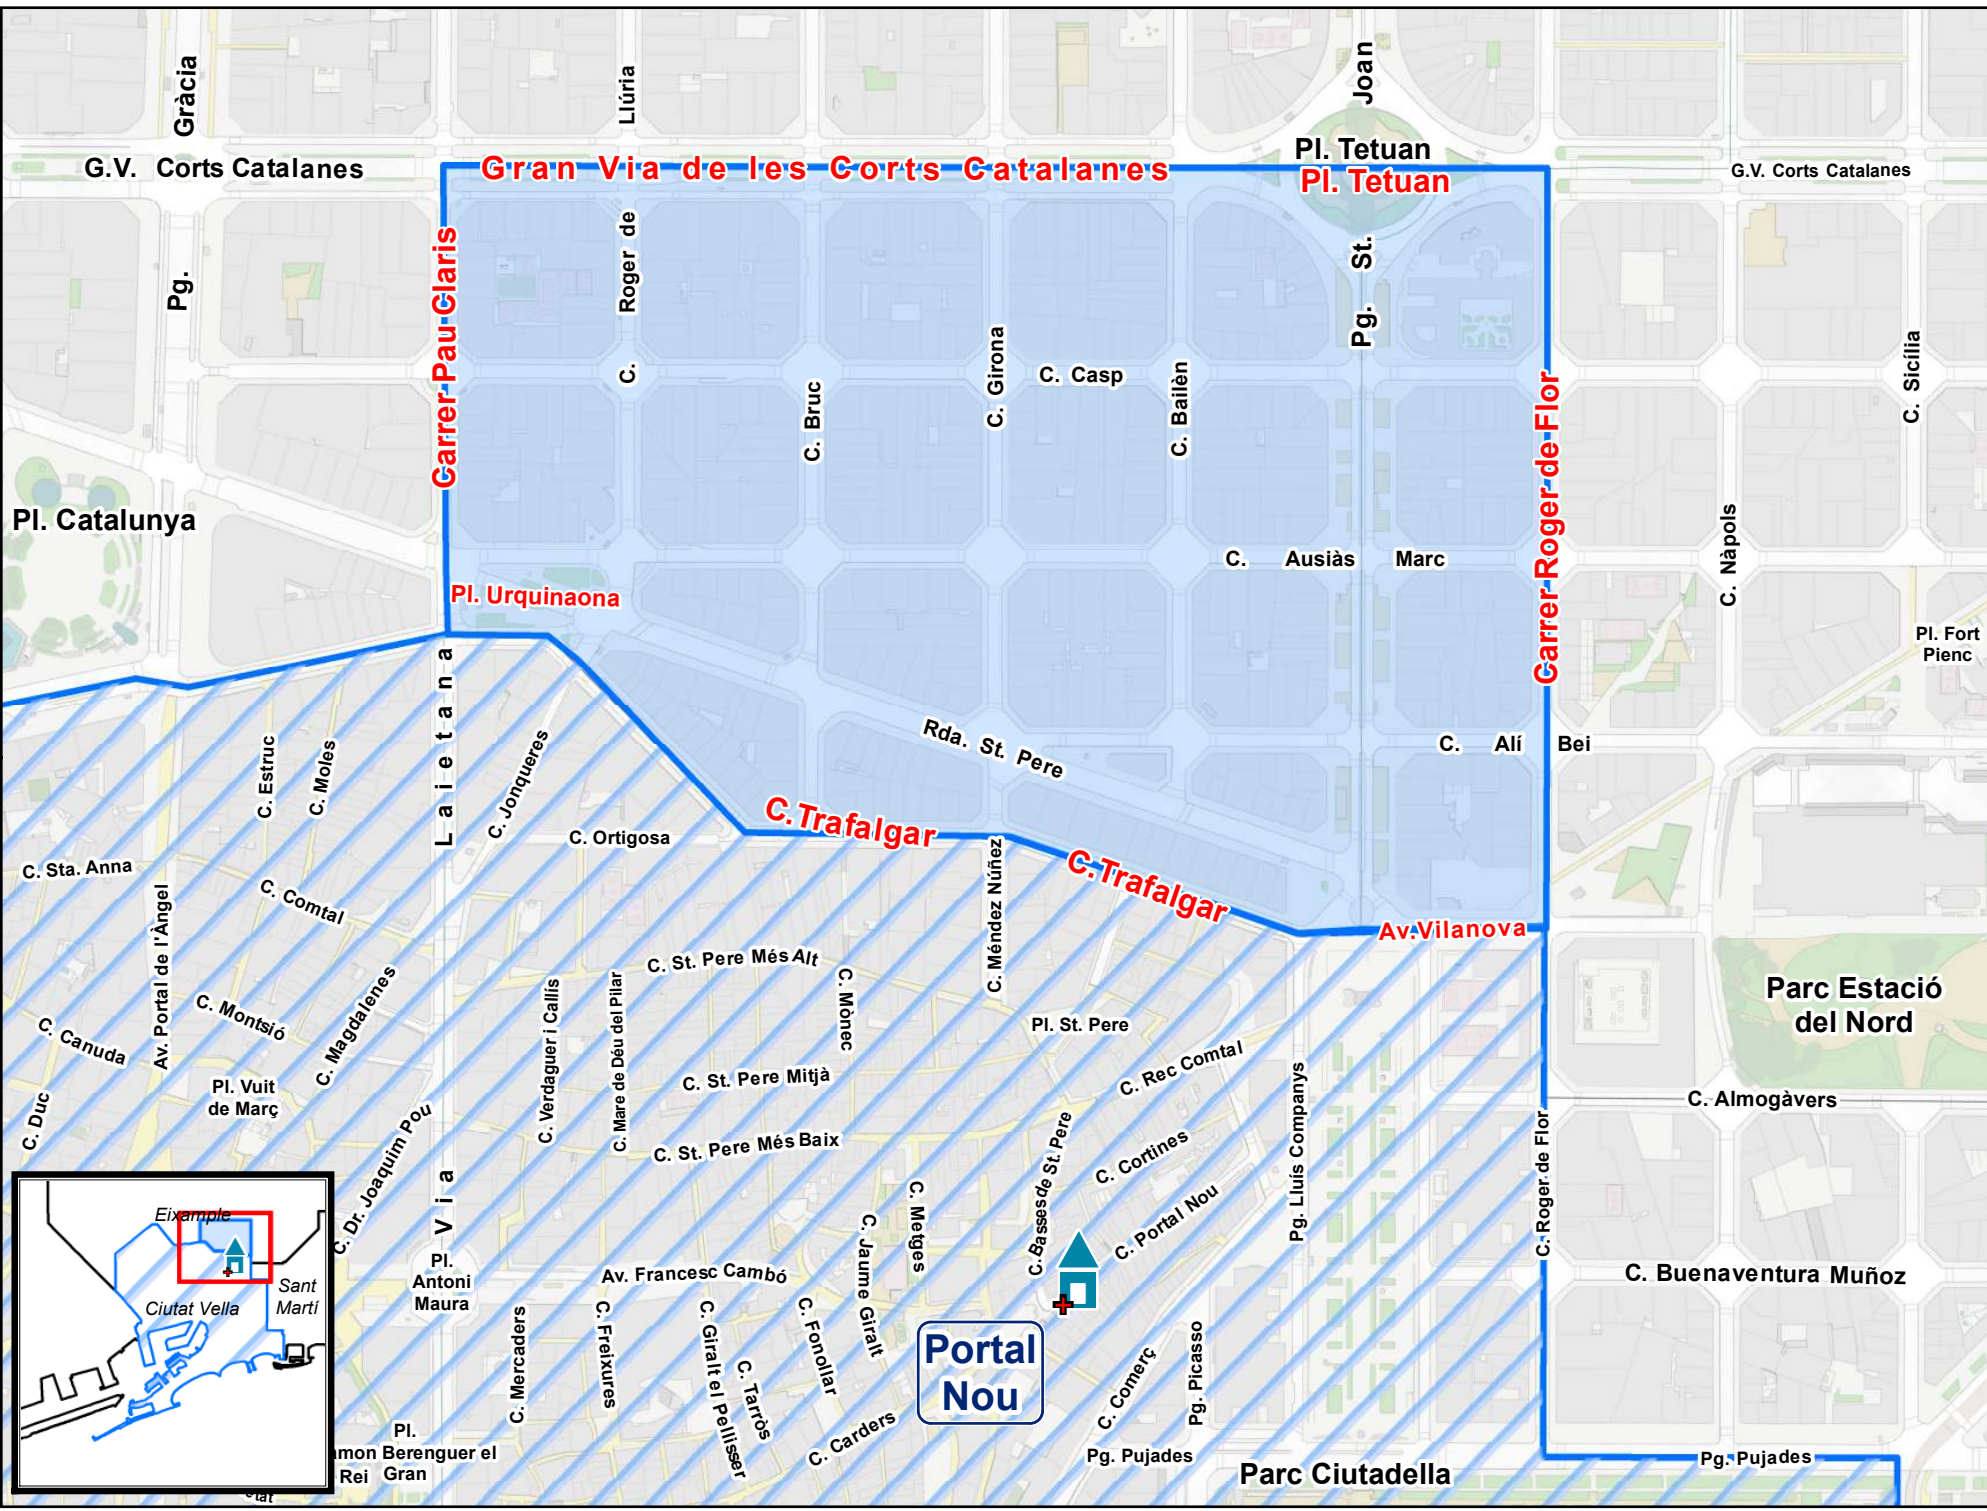 Gràcia
Llúria
Joan
G.V. Corts Catalanes
Gran Via de les Corts Catalanes
Pl. Tetuan
Pl. Tetuan
G.V. Corts Catalanes
Pg.
Carrer Pau Claris
C. Roger de
Pg. St.
C. Bruc
C. Girona
C. Casp
C. Bailèn
Carrer Roger de Flor
C. Sicília
Pl. Catalunya
C. Ausiàs Marc
C. Nàpols
Pl. Urquinaona
Pl. Fort
Pienc
Laietana
C. Estruc
C. Moles
C. Jonqueres
Rda. St. Pere
C. Alí Bei
C. Ortigosa
C.Trafalgar
C.Trafalgar
Av.Vilanova
C. Sta. Anna
C. Comtal
Av. Portal de l'Àngel
C. Méndez Núñez
C. St. Pere Més Alt
C. Mònec
Parc Estació
del Nord
C. Canuda
C. Montsió
C. Magdalenes
C. Verdaguer i Callís
C. Mare de Déu del Pilar
Pl. St. Pere
C. Rec Comtal
C. St. Pere Mitjà
C. Duc
Pl. Vuit
de Març
C. Almogàvers
C. Dr. Joaquim Pou
C. St. Pere Més Baix
C.Basses de St. Pere
C. Cortines
Pg. Lluís Companys
C. Roger de Flor
Via
C. Metges
C. Jaume Giralt
C. Portal Nou
Pl.
Antoni
Maura
Av. Francesc Cambó
C. Buenaventura Muñoz
Eixample
Ciutat Vella
Sant
Martí
C. Mercaders
C. Freixures
C. Giralt el Pellisser
C. Tarròs
C. Fonollar
Portal
Nou
C. Carders
C. Comerç
Pg. Picasso
Pl.
Berenguer el
Rei Gran
Pg. Pujades
Parc Ciutadella
Pg. Pujades